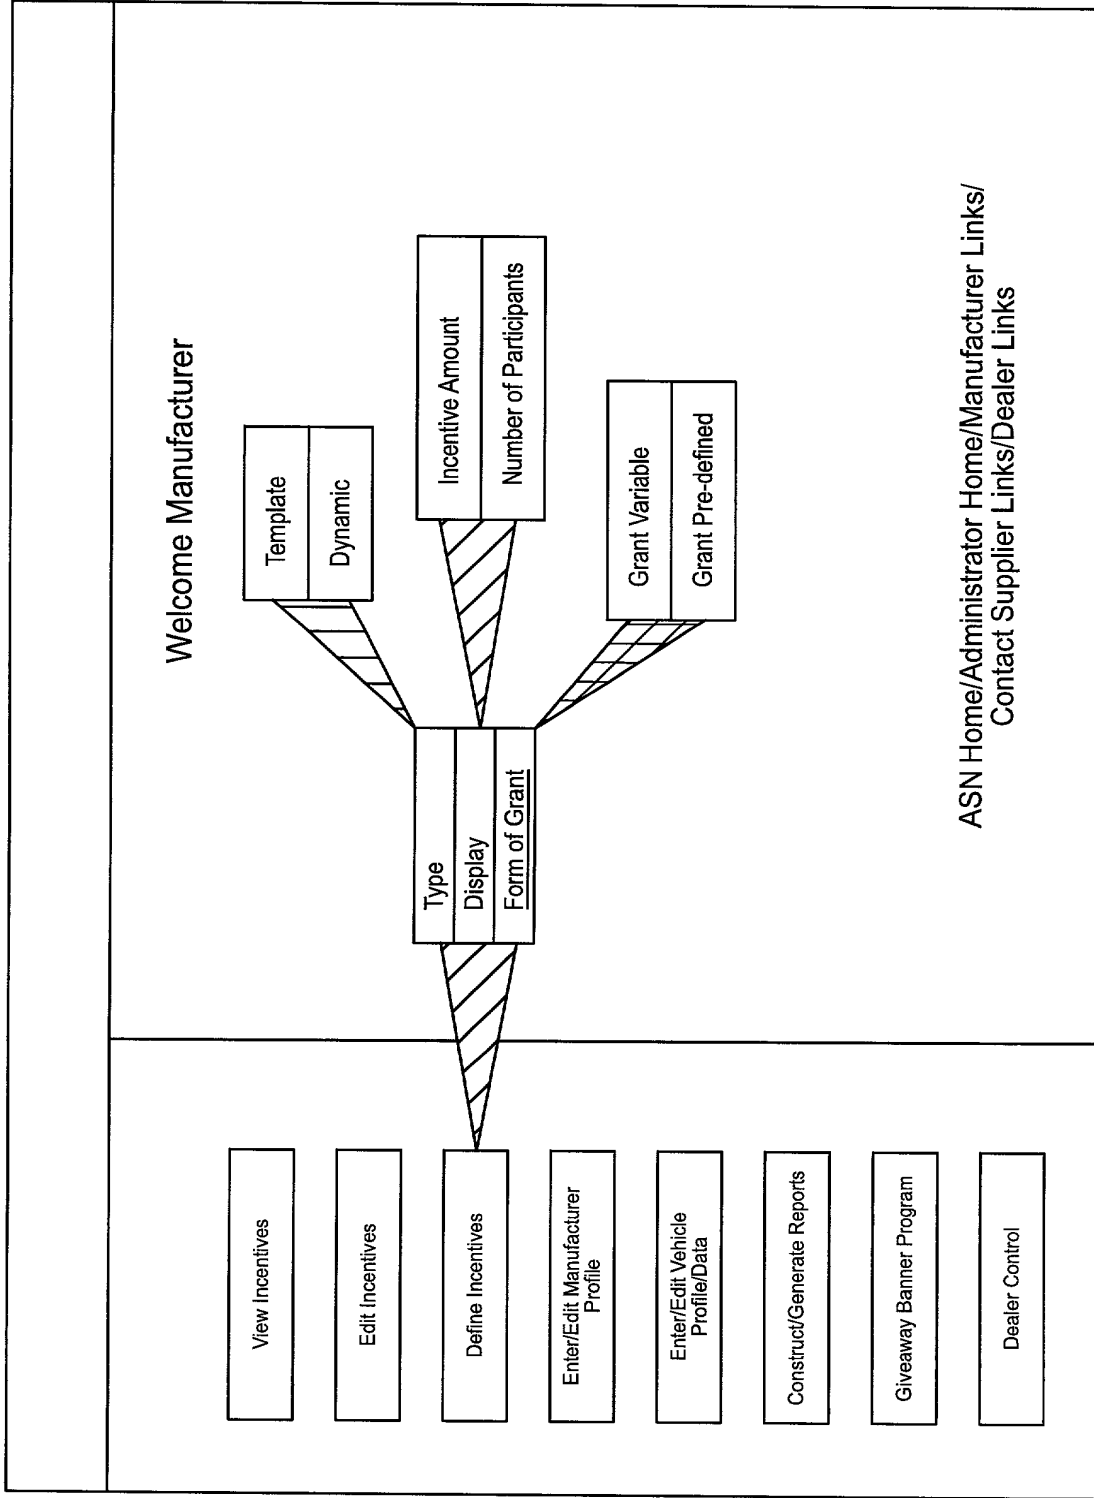 Welcome Manufacturer
View Incentives
Edit Incentives
Define Incentives
Enter/Edit Manufacturer
Profile
Enter/Edit Vehicle
Profile/Data
Construct/Generate Reports
Giveaway Banner Program
Dealer Control
Type
Display
Form of Grant
Template
Dynamic
Incentive Amount
Number of Participants
Grant Variable
Grant Pre-defined
ASN Home/Administrator Home/Manufacturer Links/
Contact Supplier Links/Dealer Links